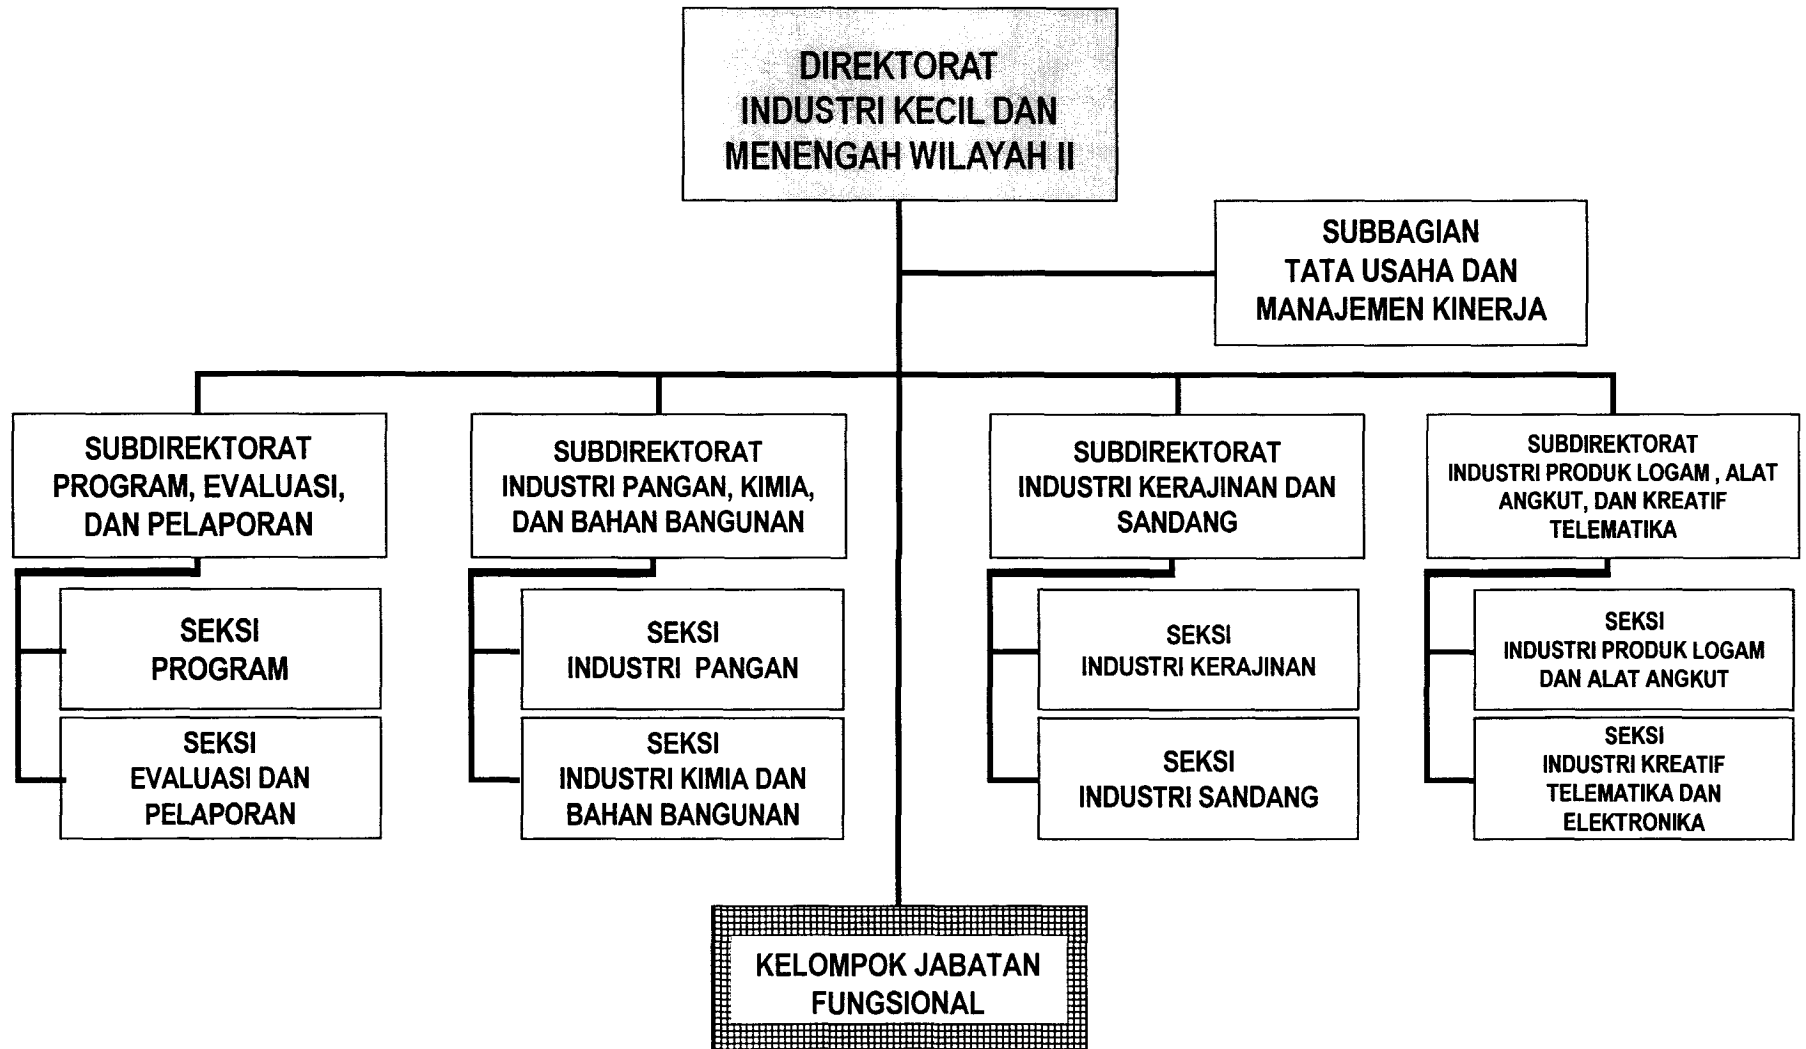 DIREKTORAT
INDUSTRI KECIL DAN
MENENGAH WILAYAH II
SUBBAGIAN
TATA USAHA DAN
MANAJEMEN KINERJA
SUBDIREKTORAT
PROGRAM, EVALUASI,
DAN PELAPORAN
SUBDIREKTORAT
INDUSTRI PANGAN, KIMIA,
DAN BAHAN BANGUNAN
SUBDIREKTORAT
INDUSTRI KERAJINAN DAN
SANDANG
SUBDIREKTORAT
INDUSTRI PRODUK LOGAM , ALAT
ANGKUT, DAN KREATIF
TELEMATIKA
SEKSI
PROGRAM
SEKSI
INDUSTRI PANGAN
SEKSI
INDUSTRI KERAJINAN
SEKSI
INDUSTRI PRODUK LOGAM
DAN ALAT ANGKUT
SEKSI
EVALUASI DAN
PELAPORAN
SEKSI
INDUSTRI KIMIA DAN
BAHAN BANGUNAN
SEKSI
INDUSTRI SANDANG
SEKSI
INDUSTRI KREATIF
TELEMATIKA DAN
ELEKTRONIKA
KELOMPOK JABATAN
FUNGSIONAL